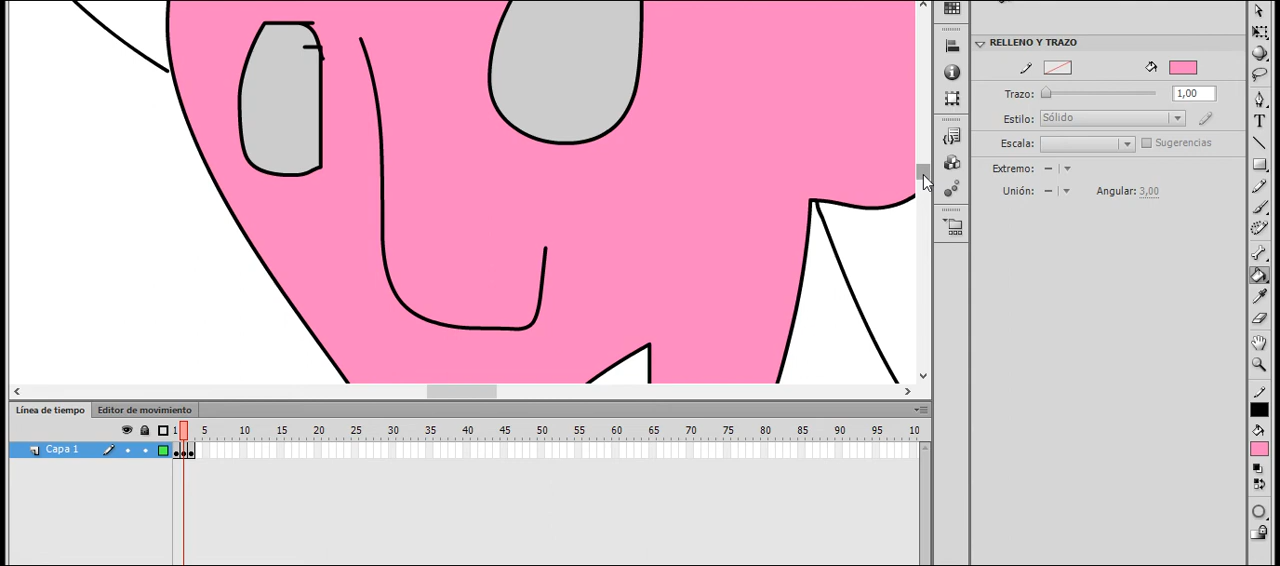 RELLENO Y TRAZO
Trazo: 1,00
Estilo: Sólido
Escala: Sugerencias
Extremo:
Unión: Angular: 3,00
Línea de tiempo Editor de movimiento
1 5 10 15 20 25 30 35 40 45 50 55 60 65 70 75 80 85 90 95 10
Capa 1